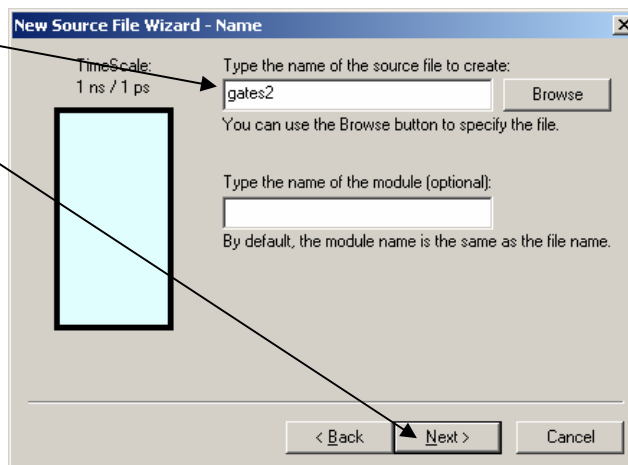 New Source File Wizard - Name
TimeScale:
1 ns / 1 ps
Type the name of the source file to create:
gates2
Browse
You can use the Browse button to specify the file.
Type the name of the module (optional):
By default, the module name is the same as the file name.
< Back
Next >
Cancel